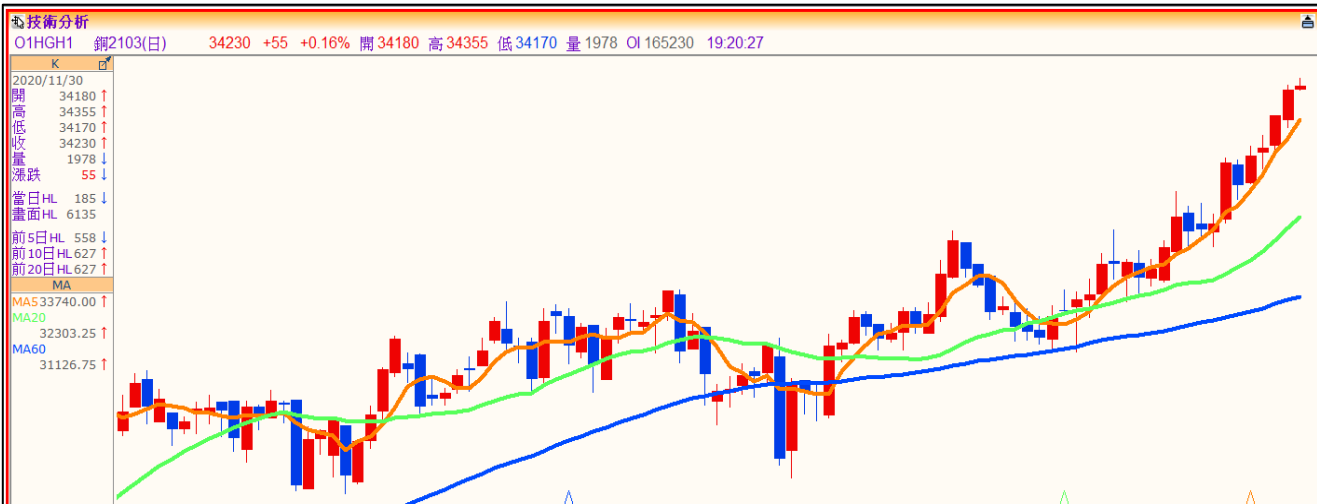 技術分析
O1HGH1 銅2103(日) 34230 +55 +0.16% 開 34180 高 34355 低 34170 量 1978 OI 165230 19:20:27
K
2020/11/30
開 34180 ↑
高 34355 ↑
低 34170 ↑
收 34230 ↑
量 1978 ↓
漲跌 55 ↓
當日HL 185 ↓
畫面HL 6135
前5日HL 558 ↓
前10日HL 627 ↑
前20日HL 627 ↑
MA
MA5 33740.00 ↑
MA20
32303.25 ↑
MA60
31126.75 ↑